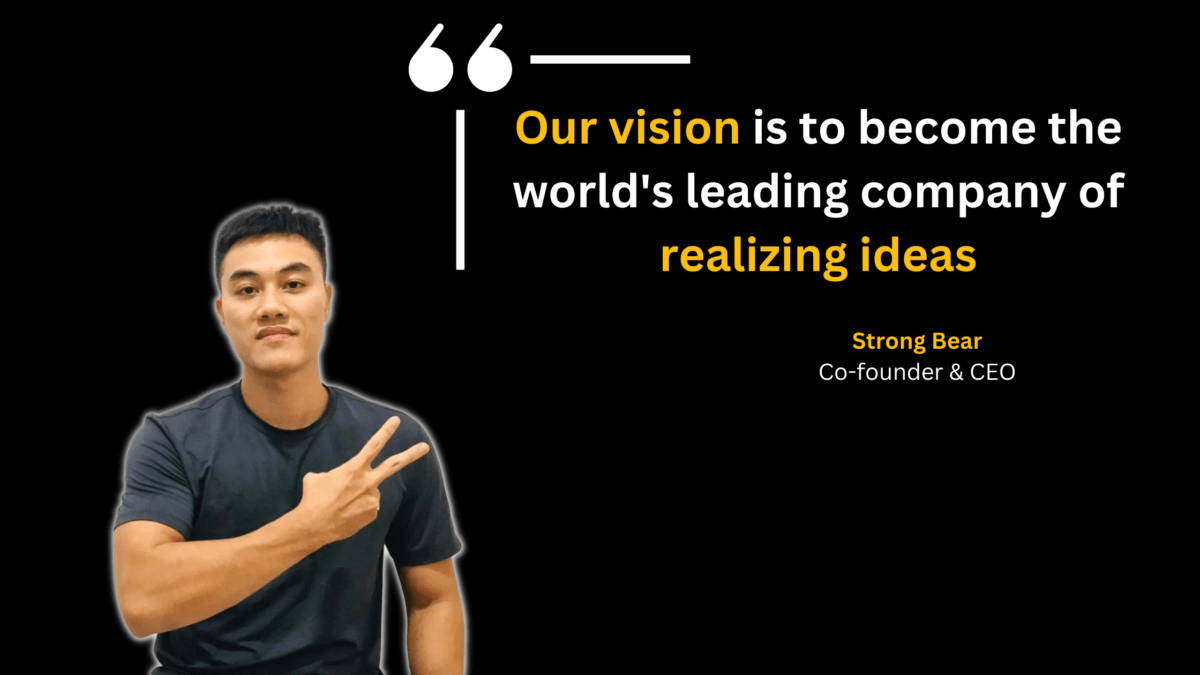 Our vision is to become the
world's leading company of
realizing ideas
Strong Bear
Co-founder & CEO